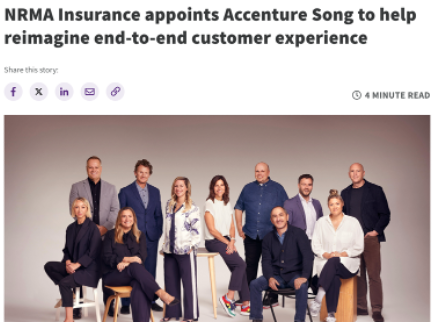 NRMA Insurance appoints Accenture Song to help
reimagine end-to-end customer experience
Share this story:
4 MINUTE READ